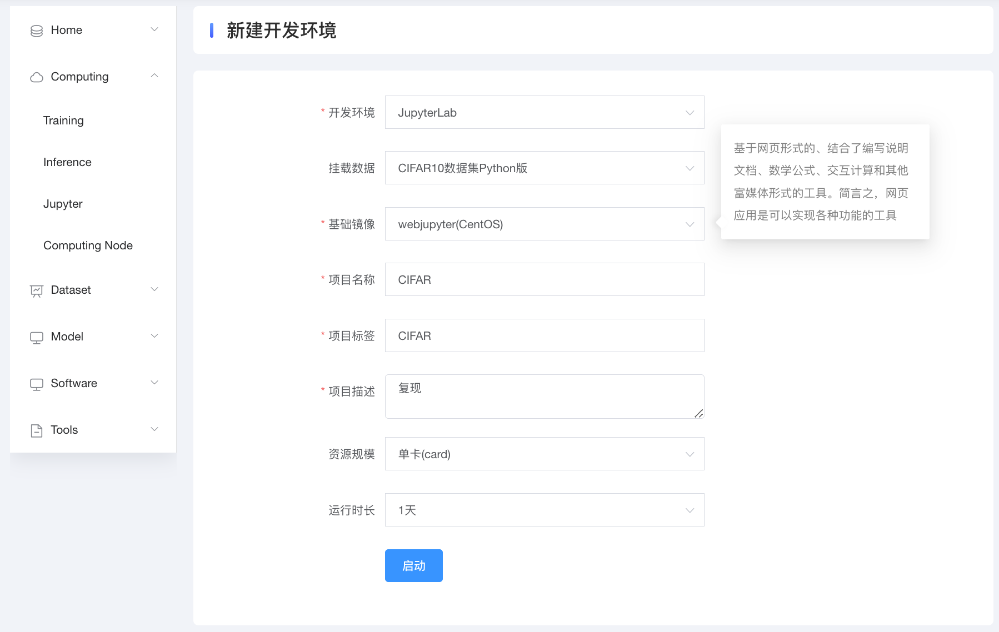 Home
Computing
Training
Inference
Jupyter
Computing Node
Dataset
Model
Software
Tools
新建开发环境
* 开发环境 JupyterLab
挂载数据 CIFAR10数据集Python版
* 基础镜像 webjupyter(CentOS)
基于网页形式的、结合了编写说明
文档、数学公式、交互计算和其他
富媒体形式的工具。简言之，网页
应用是可以实现各种功能的工具
* 项目名称 CIFAR
* 项目标签 CIFAR
* 项目描述 复现
资源规模 单卡(card)
运行时长 1天
启动